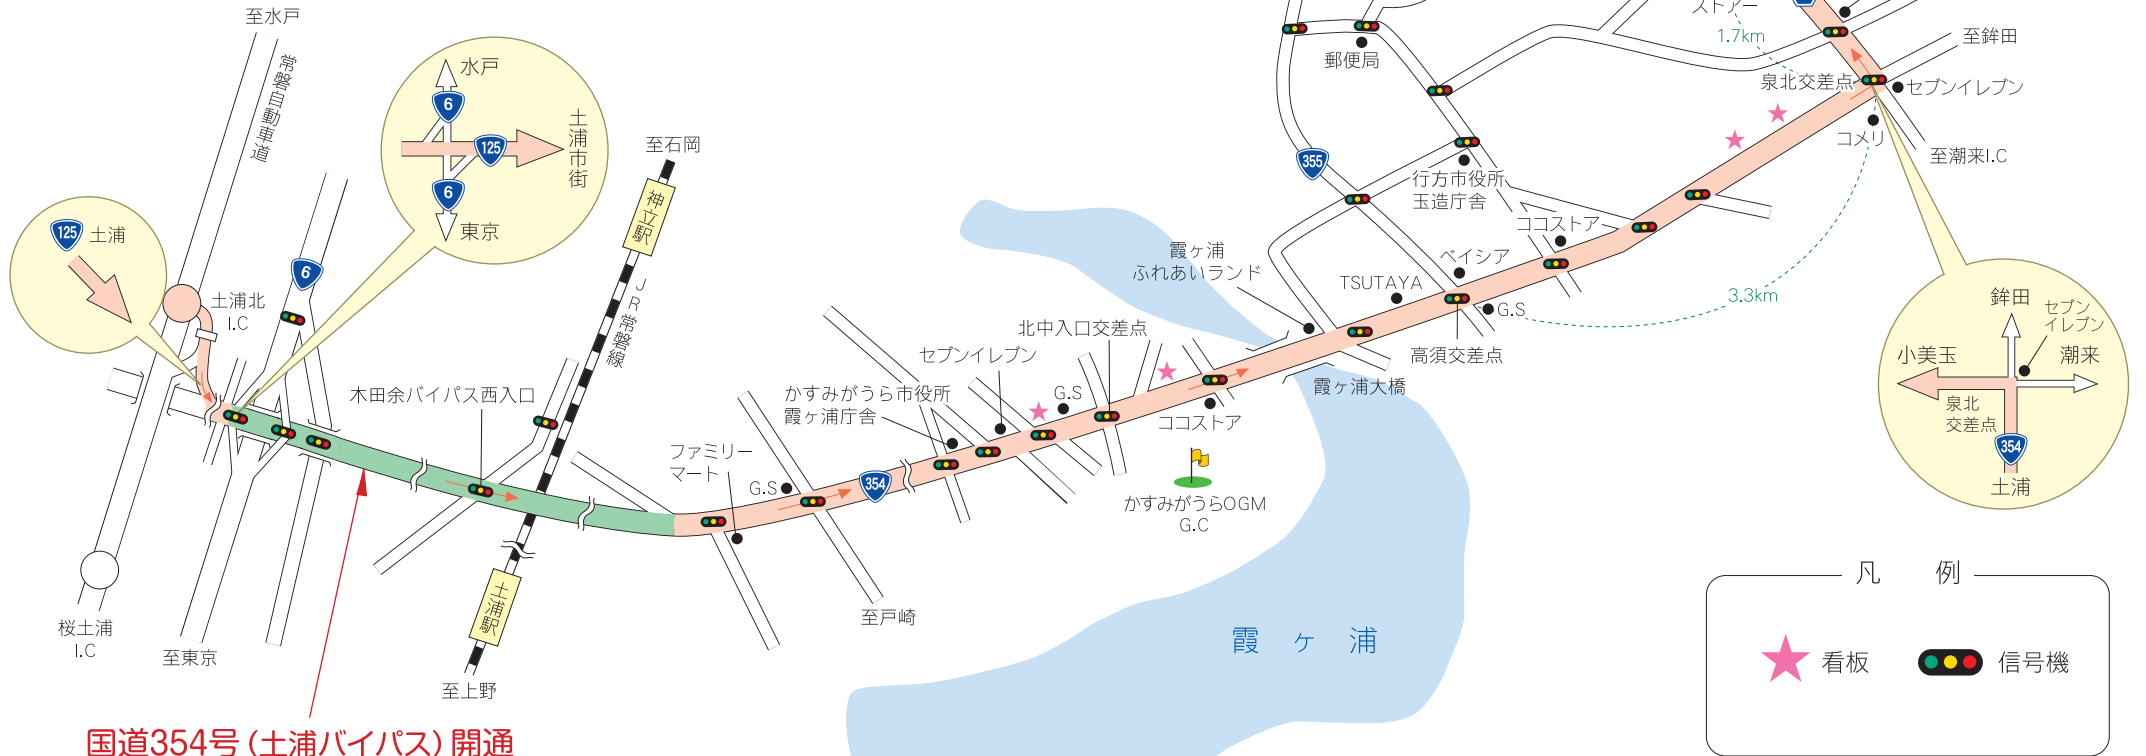 至水戸
常磐自動車道
水戸
6
125
土浦市街
6
東京
125
土浦
6
土浦北
I.C
至石岡
神立駅
JR常磐線
木田余バイパス西入口
土浦駅
至上野
桜土浦
I.C
至東京
国道354号(土浦バイパス)開通
ファミリー
マート
G.S
354
至戸崎
かすみがうら市役所
霞ヶ浦庁舎
セブンイレブン
G.S
北中入口交差点
ココストア
かすみがうらOGM
G.C
霞ヶ浦
ふれあいランド
霞ヶ浦大橋
霞ヶ浦
TSUTAYA
ベイシア
G.S
高須交差点
ココストア
行方市役所
玉造庁舎
355
郵便局
ストアー
1.7km
泉北交差点
至鉾田
セブンイレブン
コメリ
至潮来I.C
3.3km
鉾田
セブン
イレブン
小美玉
潮来
泉北
交差点
354
土浦
凡例
看板
信号機